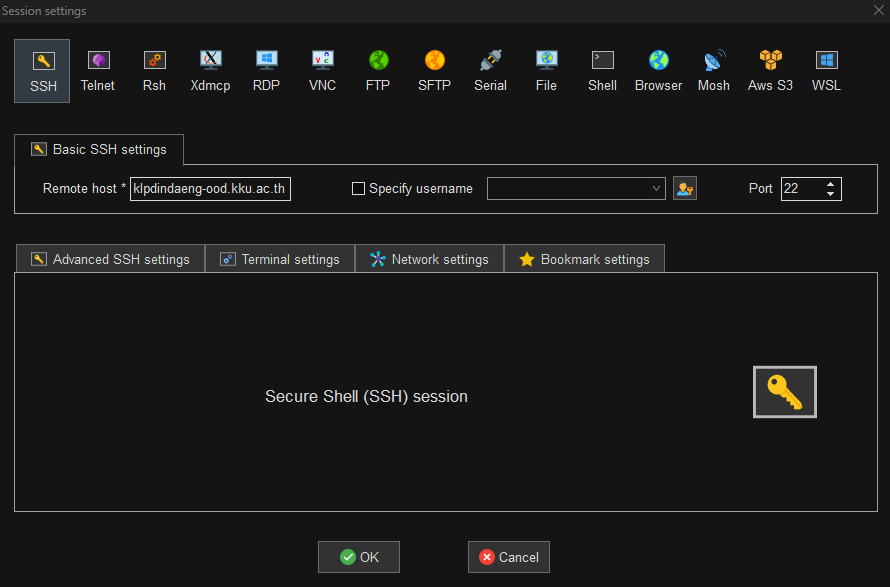 Session settings
SSH Telnet Rsh Xdmcp RDP VNC FTP SFTP Serial File Shell Browser Mosh Aws S3 WSL
Basic SSH settings
Remote host * klpdindaeng-ood.kku.ac.th Specify username Port 22
Advanced SSH settings Terminal settings Network settings Bookmark settings
Secure Shell (SSH) session
OK Cancel